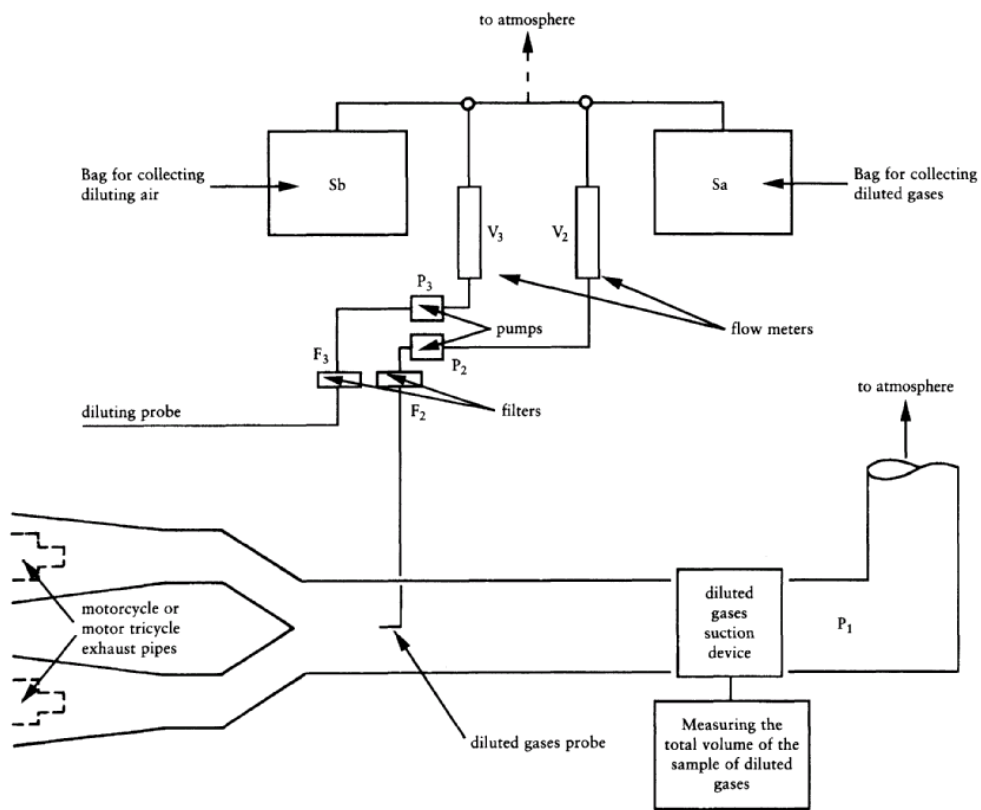 to atmosphere
Bag for collecting
diluting air
Sb
Sa
Bag for collecting
diluted gases
V3
V2
P3
pumps
flow meters
F3
P2
F2
filters
diluting probe
to atmosphere
motorcycle or
motor tricycle
exhaust pipes
diluted
gases
suction
device
P1
diluted gases probe
Measuring the
total volume of the
sample of diluted
gases